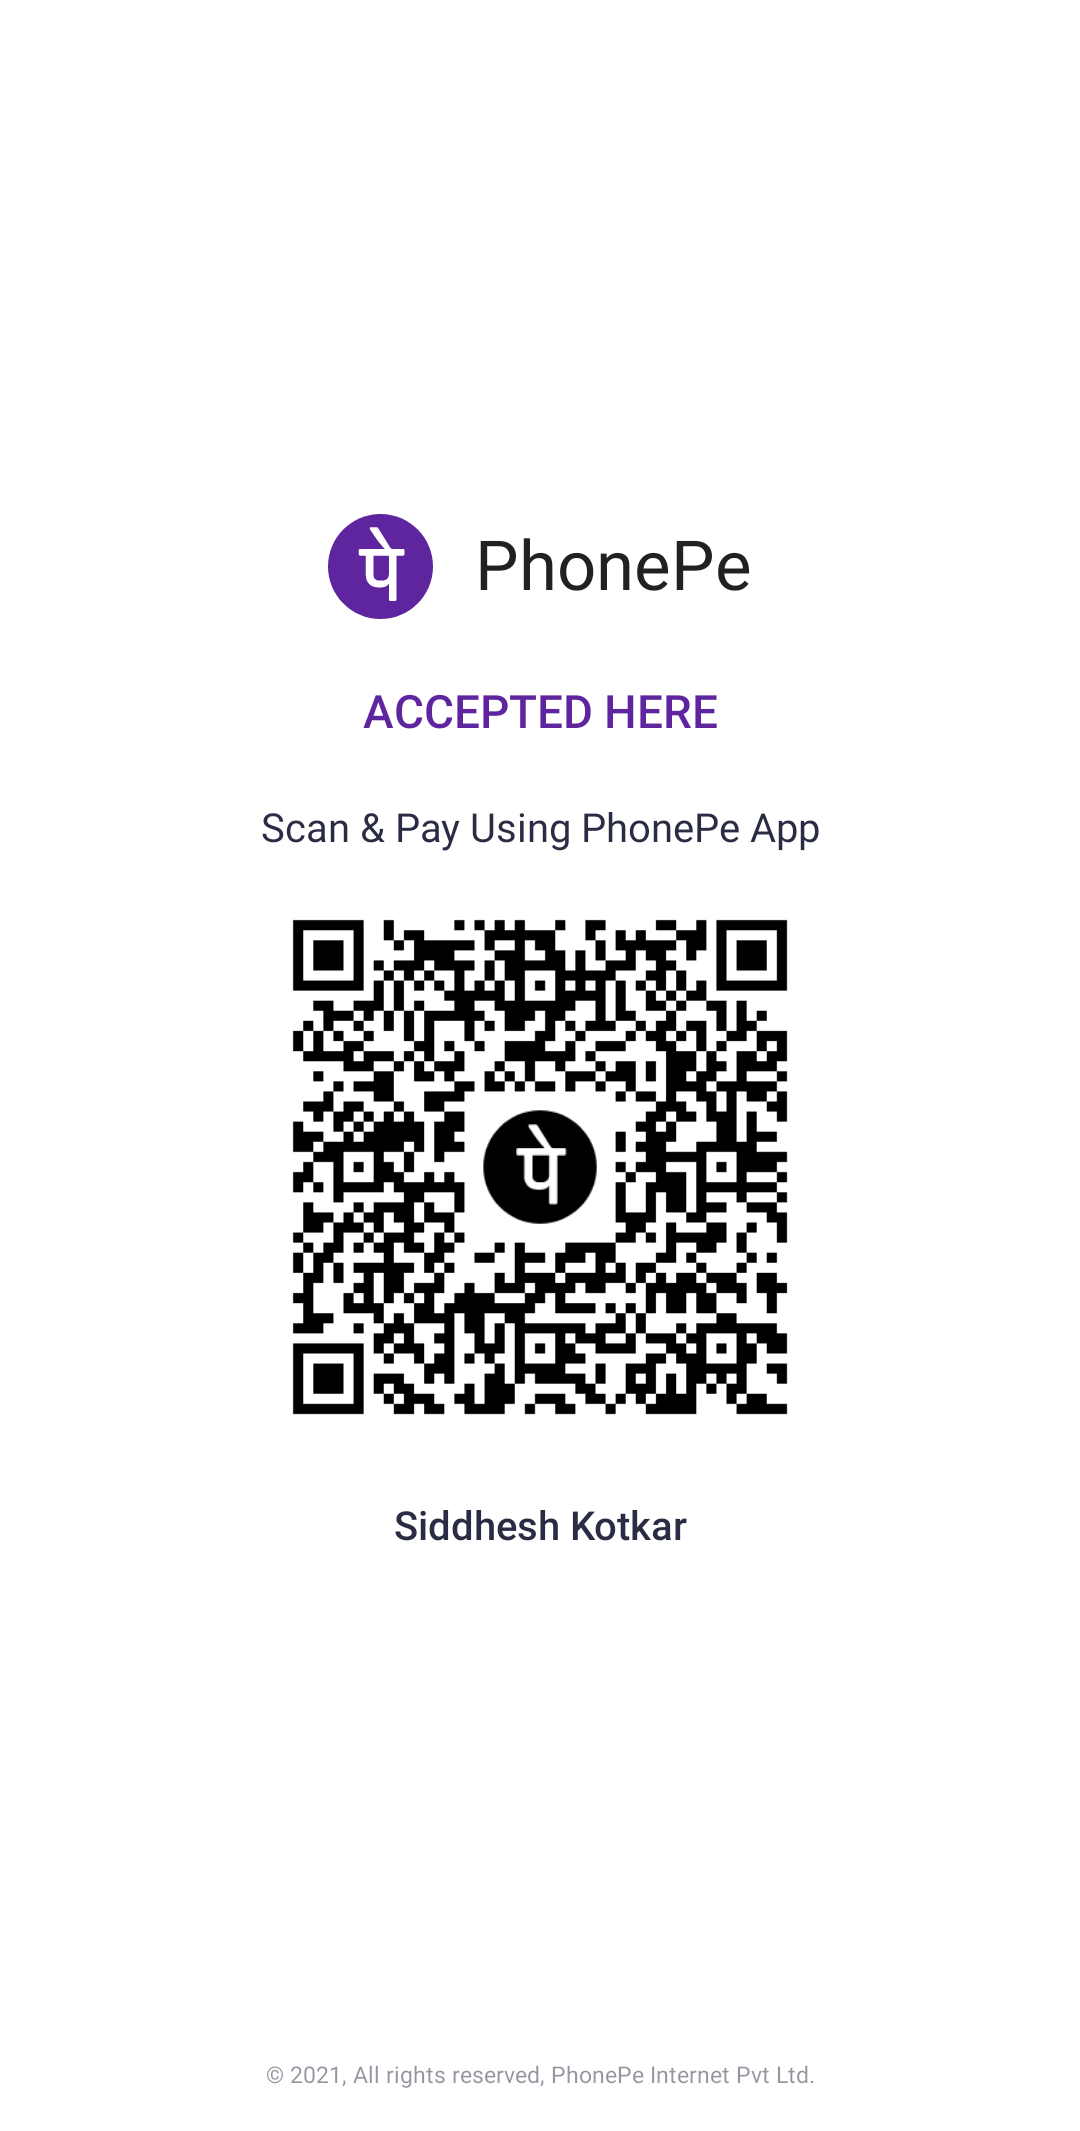 पे PhonePe
ACCEPTED HERE
Scan & Pay Using PhonePe App
पे
Siddhesh Kotkar
© 2021, All rights reserved, PhonePe Internet Pvt Ltd.